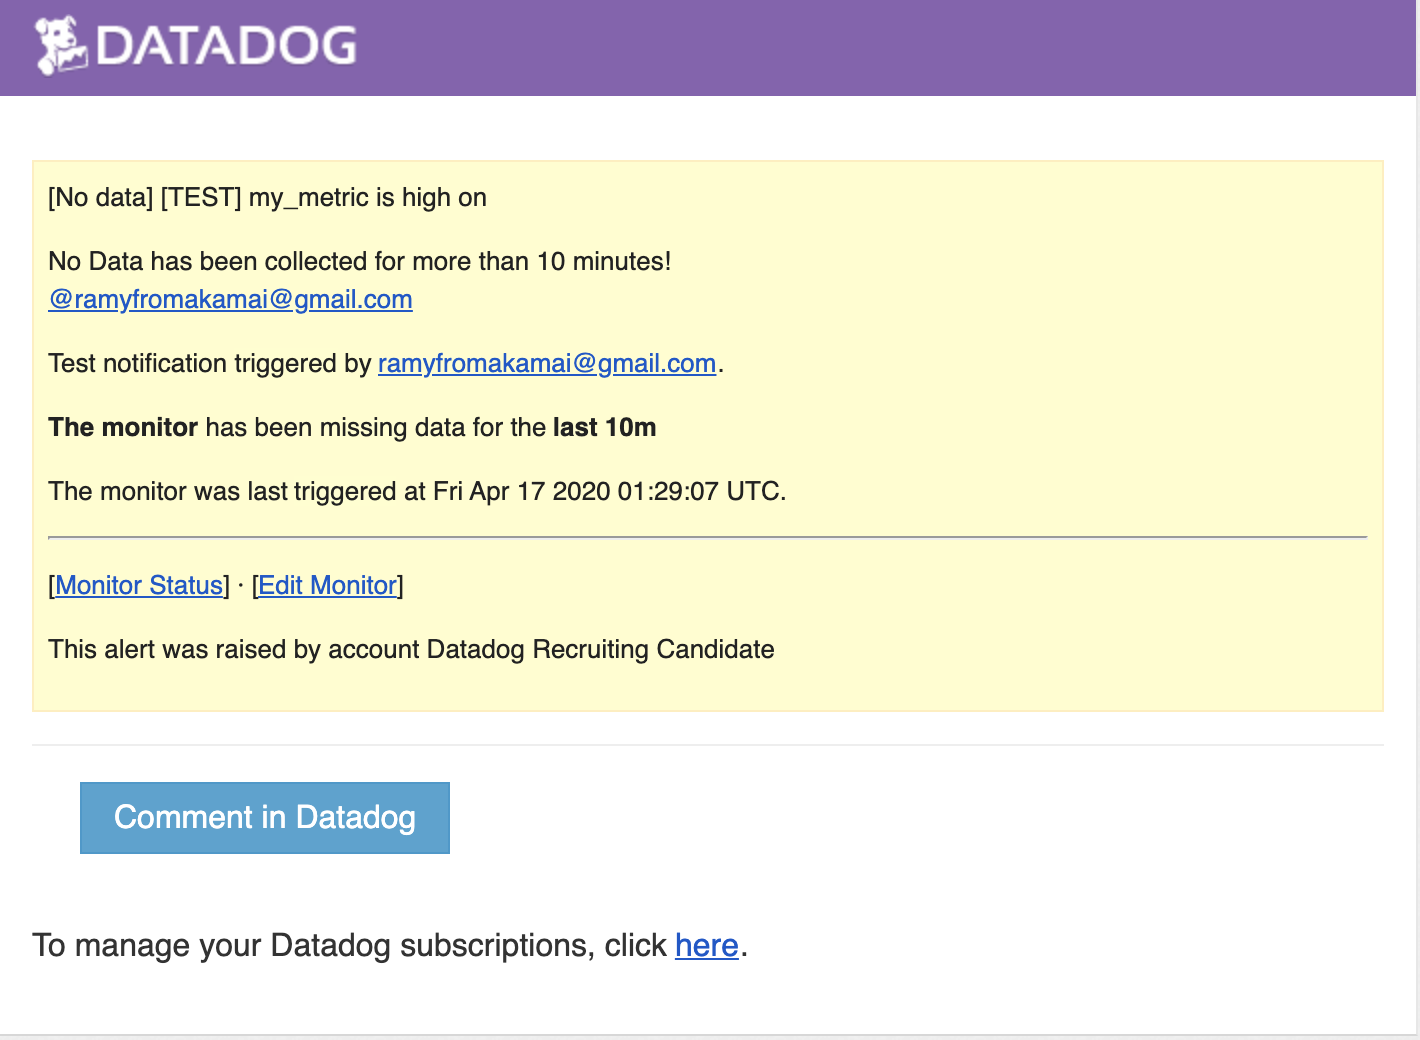 DATADOG
[No data] [TEST] my_metric is high on
No Data has been collected for more than 10 minutes!
@ramyfromakamai@gmail.com
Test notification triggered by ramyfromakamai@gmail.com.
The monitor has been missing data for the last 10m
The monitor was last triggered at Fri Apr 17 2020 01:29:07 UTC.
[Monitor Status] · [Edit Monitor]
This alert was raised by account Datadog Recruiting Candidate
Comment in Datadog
To manage your Datadog subscriptions, click here.